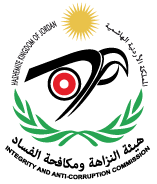 HASHEMITE KINGDOM OF JORDAN
المملكة الأردنية الهاشمية
هيئة النزاهة ومكافحة الفساد
INTEGRITY AND ANTI-CORRUPTION COMMISSION